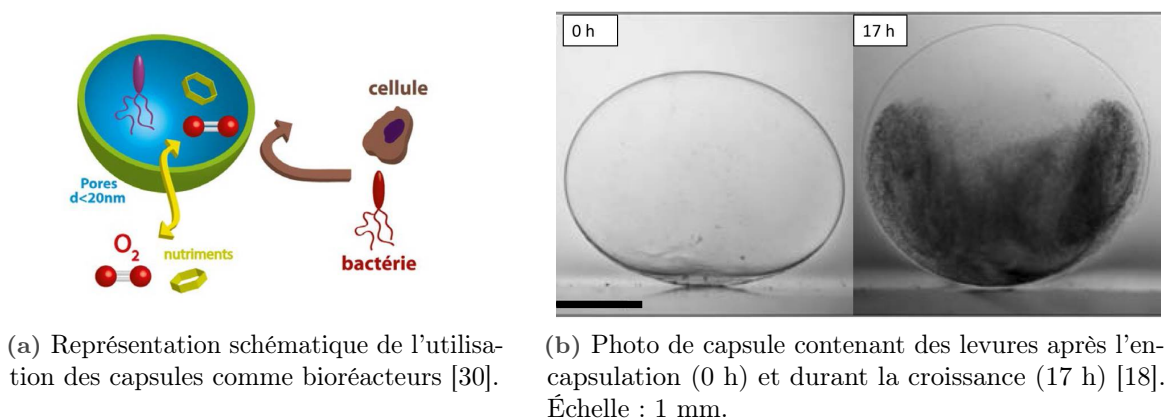 cellule
Pores
d<20nm
O2
nutriments
bactérie
0 h
17 h
(a) Représentation schématique de l'utilisa-
tion des capsules comme bioréacteurs [30].
(b) Photo de capsule contenant des levures après l'en-
capsulation (0 h) et durant la croissance (17 h) [18].
Échelle : 1 mm.